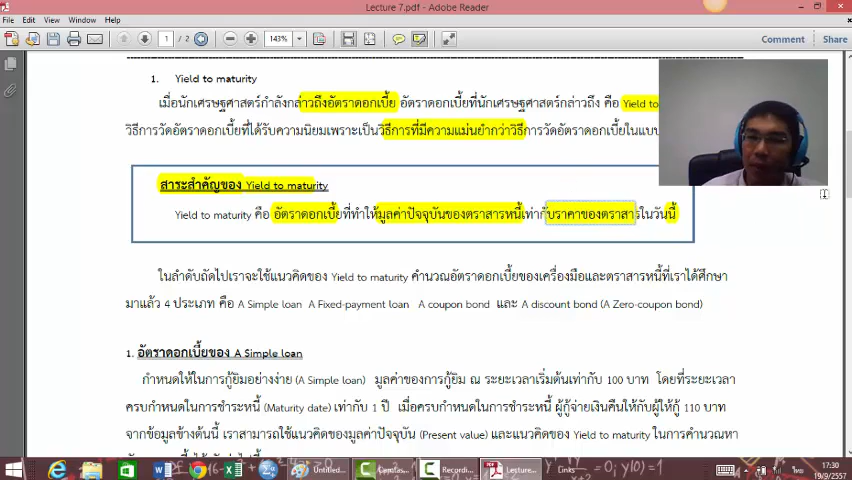 Lecture 7.pdf - Adobe Reader
File Edit View Window Help
1 / 2 143% Comment Share
1. Yield to maturity
เมื่อนักเศรษฐศาสตร์กำลังกล่าวถึงอัตราดอกเบี้ย อัตราดอกเบี้ยที่นักเศรษฐศาสตร์กล่าวถึง คือ Yield to
วิธีการวัดอัตราดอกเบี้ยที่ได้รับความนิยมเพราะเป็นวิธีการที่มีความแม่นยำกว่าวิธีการวัดอัตราดอกเบี้ยในแบบ
สาระสำคัญของ Yield to maturity
Yield to maturity คือ อัตราดอกเบี้ยที่ทำให้มูลค่าปัจจุบันของตราสารหนี้เท่ากับราคาของตราสารในวันนี้
ในลำดับถัดไปเราจะใช้แนวคิดของ Yield to maturity คำนวณอัตราดอกเบี้ยของเครื่องมือและตราสารหนี้ที่เราได้ศึกษา
มาแล้ว 4 ประเภท คือ A Simple loan A Fixed-payment loan A coupon bond และ A discount bond (A Zero-coupon bond)
1. อัตราดอกเบี้ยของ A Simple loan
กำหนดให้ในการกู้ยืมอย่างง่าย (A Simple loan) มูลค่าของการกู้ยืม ณ ระยะเวลาเริ่มต้นเท่ากับ 100 บาท โดยที่ระยะเวลา
ครบกำหนดในการชำระหนี้ (Maturity date) เท่ากับ 1 ปี เมื่อครบกำหนดในการชำระหนี้ ผู้กู้จ่ายเงินคืนให้กับผู้ให้กู้ 110 บาท
จากข้อมูลข้างต้นนี้ เราสามารถใช้แนวคิดของมูลค่าปัจจุบัน (Present value) และแนวคิดของ Yield to maturity ในการคำนวณหา
Untitled... Camtas... Recordi... Lecture... Links
17:30
19/9/2557